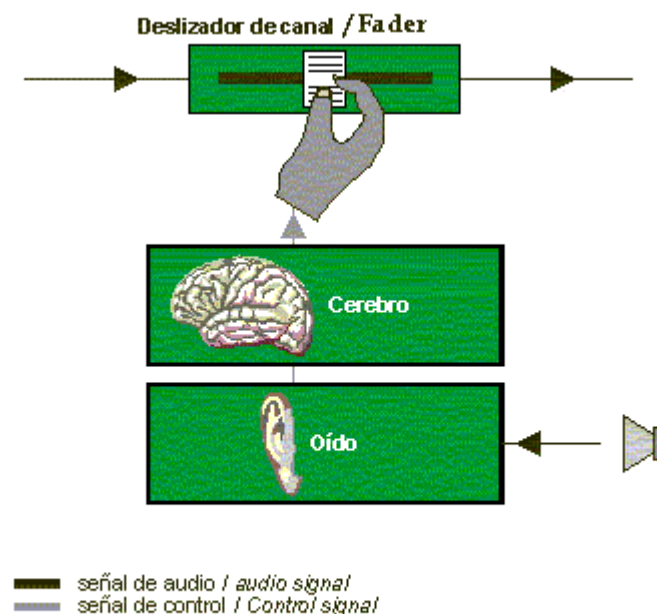 Deslizador de canal / Fader
Cerebro
Oído
señal de audio / audio signal
señal de control / Control signal